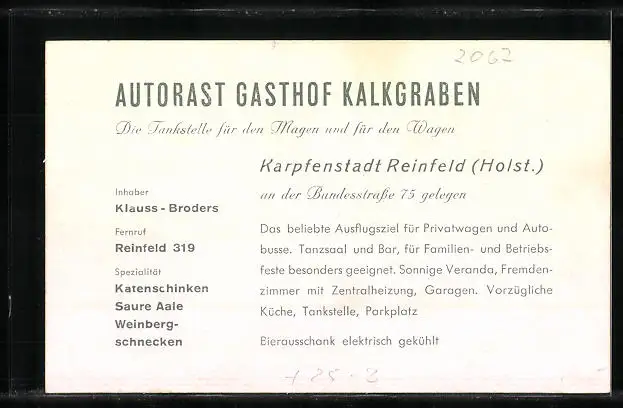 2062
AUTORAST GASTHOF KALKGRABEN
Die Tankstelle für den Magen und für den Wagen
Karpfenstadt Reinfeld (Holst.)
an der Bundesstraße 75 gelegen
Inhaber
Klauss - Broders
Fernruf
Reinfeld 319
Spezialität
Katenschinken
Saure Aale
Weinberg-
schnecken
Das beliebte Ausflugsziel für Privatwagen und Auto-
busse. Tanzsaal und Bar, für Familien- und Betriebs-
feste besonders geeignet. Sonnige Veranda, Fremden-
zimmer mit Zentralheizung, Garagen. Vorzügliche
Küche, Tankstelle, Parkplatz
Bierausschank elektrisch gekühlt